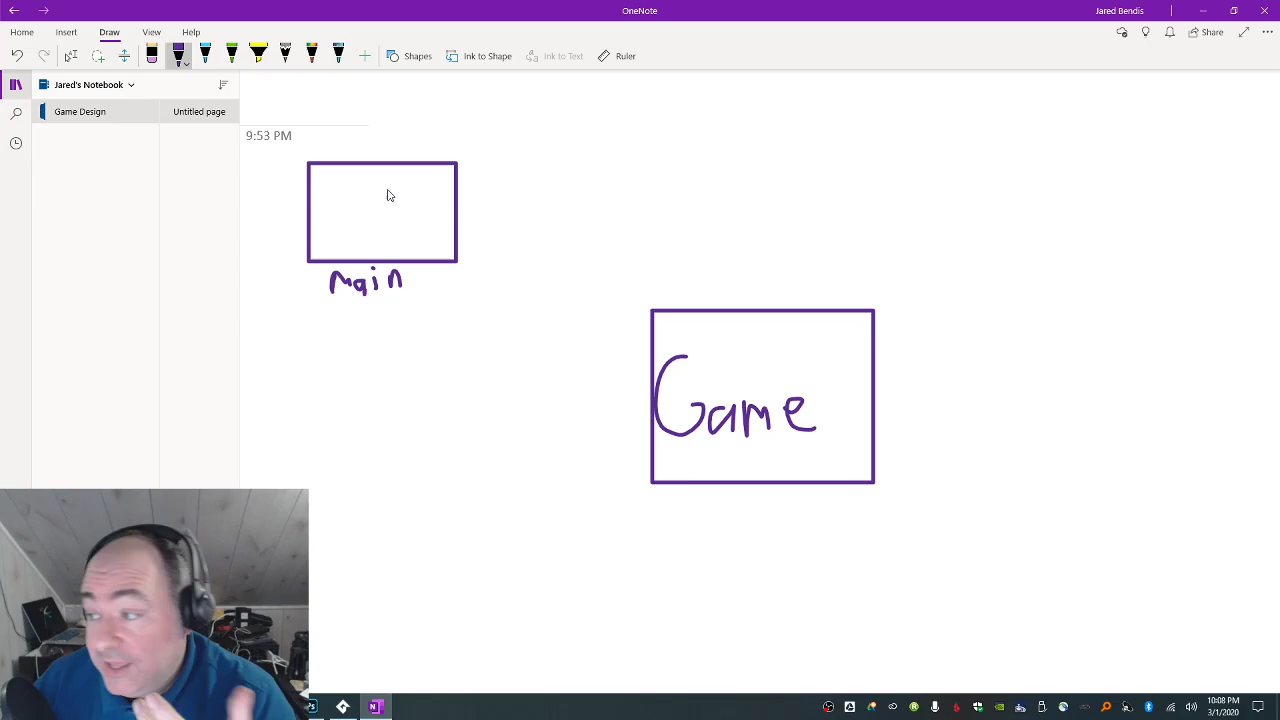 OneNote
Jared Bendis
Home Insert Draw View Help
Share
Shapes Ink to Shape Ink to Text Ruler
Jared's Notebook
Game Design Untitled page
9:53 PM
Main
Game
10:08 PM
3/1/2020